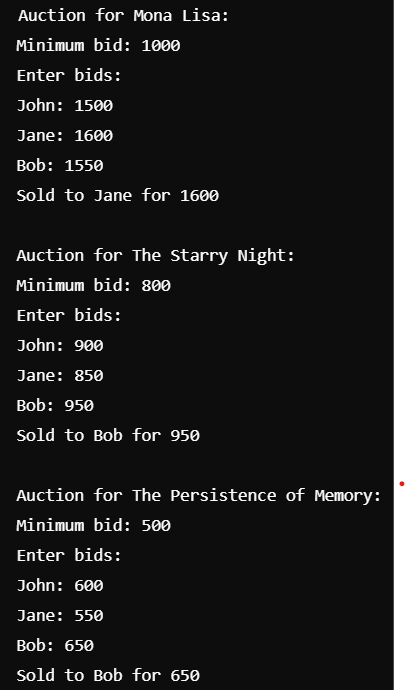 Auction for Mona Lisa:
Minimum bid: 1000
Enter bids:
John: 1500
Jane: 1600
Bob: 1550
Sold to Jane for 1600
Auction for The Starry Night:
Minimum bid: 800
Enter bids:
John: 900
Jane: 850
Bob: 950
Sold to Bob for 950
Auction for The Persistence of Memory:
Minimum bid: 500
Enter bids:
John: 600
Jane: 550
Bob: 650
Sold to Bob for 650